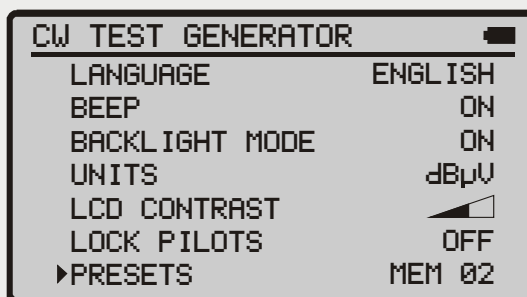 CW TEST GENERATOR
LANGUAGE ENGLISH
BEEP ON
BACKLIGHT MODE ON
UNITS dBµV
LCD CONTRAST
LOCK PILOTS OFF
▶PRESETS MEM 02